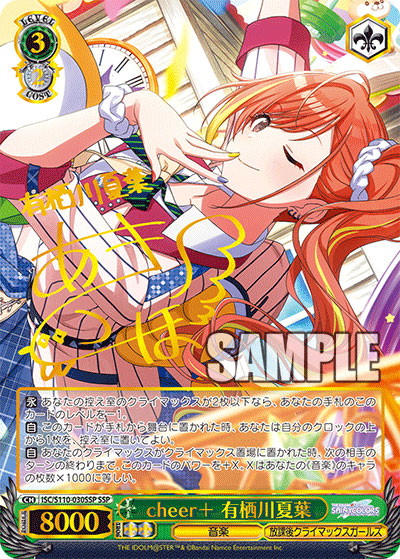 LEVEL
3
2
COST
有栖川夏葉
SAMPLE
永 あなたの控え室のクライマックスが2枚以下なら、あなたの手札のこの
カードのレベルを－1。
自 このカードが手札から舞台に置かれた時、あなたは自分のクロックの上
から1枚を、控え室に置いてよい。
自 あなたのクライマックスがクライマックス置場に置かれた時、次の相手
のターンの終わりまで、このカードのパワーを＋X。Xはあなたの《音楽》のキャラ
の枚数×1000に等しい。
CH ISC/S110-030SSP SSP
POWER
8000
cheer＋ 有栖川夏葉
音楽
放課後クライマックスガールズ
SHINYCOLORS
THE IDOLM@STER™ & ©Bandai Namco Entertainment Inc.